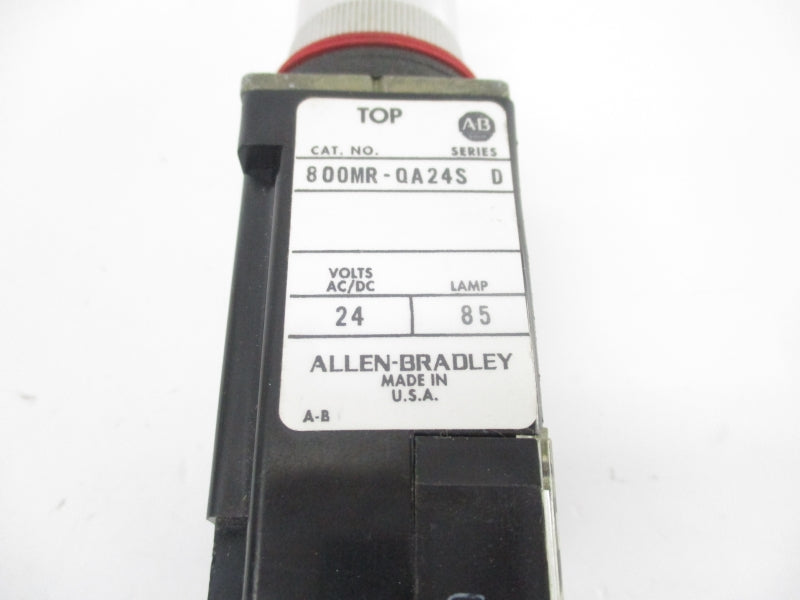 TOP
AB
CAT. NO. SERIES
800MR-QA24S D
VOLTS
AC/DC LAMP
24 85
ALLEN-BRADLEY
MADE IN
U.S.A.
A-B